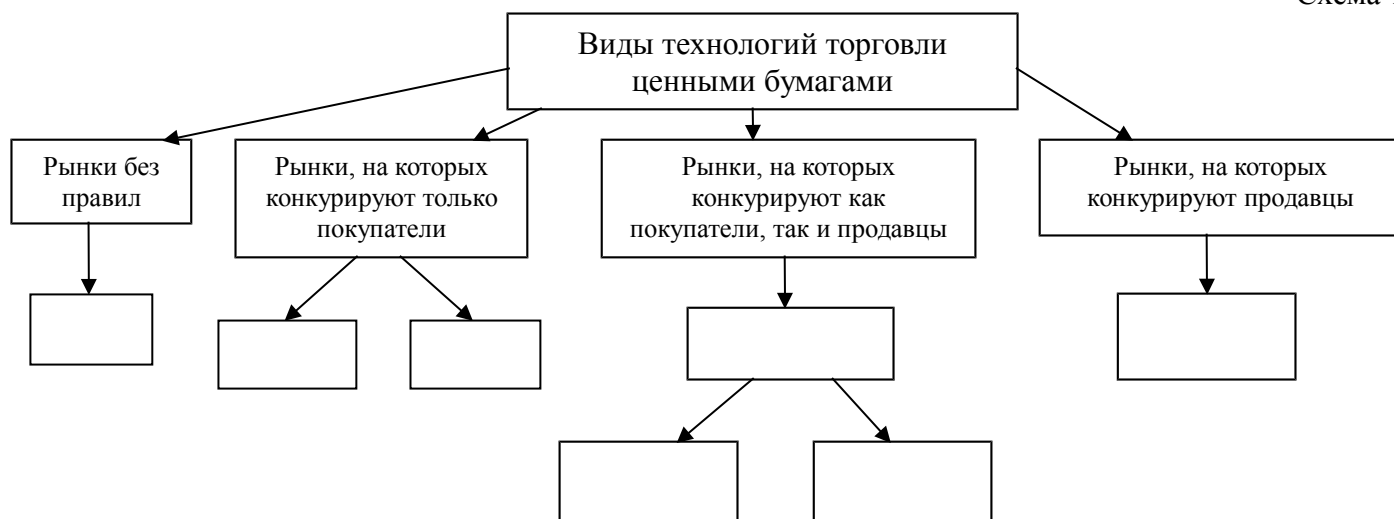 Схема
Виды технологий торговли
ценными бумагами
Рынки без
правил
Рынки, на которых
конкурируют только
покупатели
Рынки, на которых
конкурируют как
покупатели, так и продавцы
Рынки, на которых
конкурируют продавцы